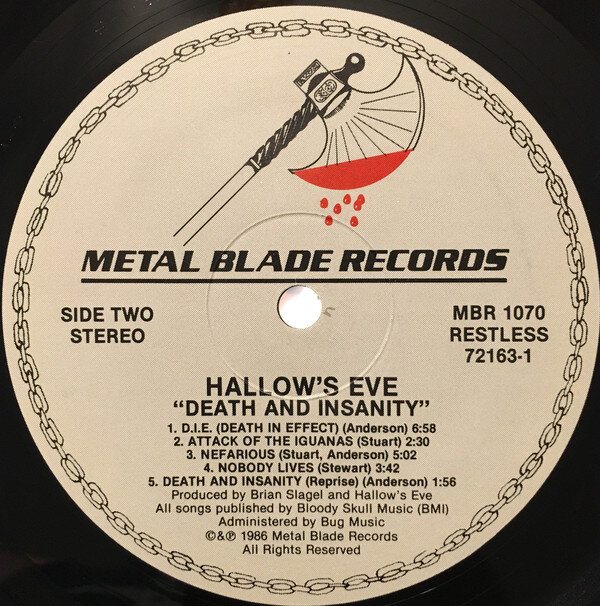 METAL BLADE RECORDS
SIDE TWO
STEREO
MBR 1070
RESTLESS
72163-1
HALLOW'S EVE
"DEATH AND INSANITY"
1. D.I.E. (DEATH IN EFFECT) (Anderson) 6:58
2. ATTACK OF THE IGUANAS (Stuart) 2:30
3. NEFARIOUS (Stuart, Anderson) 5:02
4. NOBODY LIVES (Stewart) 3:42
5. DEATH AND INSANITY (Reprise) (Anderson) 1:56
Produced by Brian Slagel and Hallow's Eve
All songs published by Bloody Skull Music (BMI)
Administered by Bug Music
©&℗ 1986 Metal Blade Records
All Rights Reserved